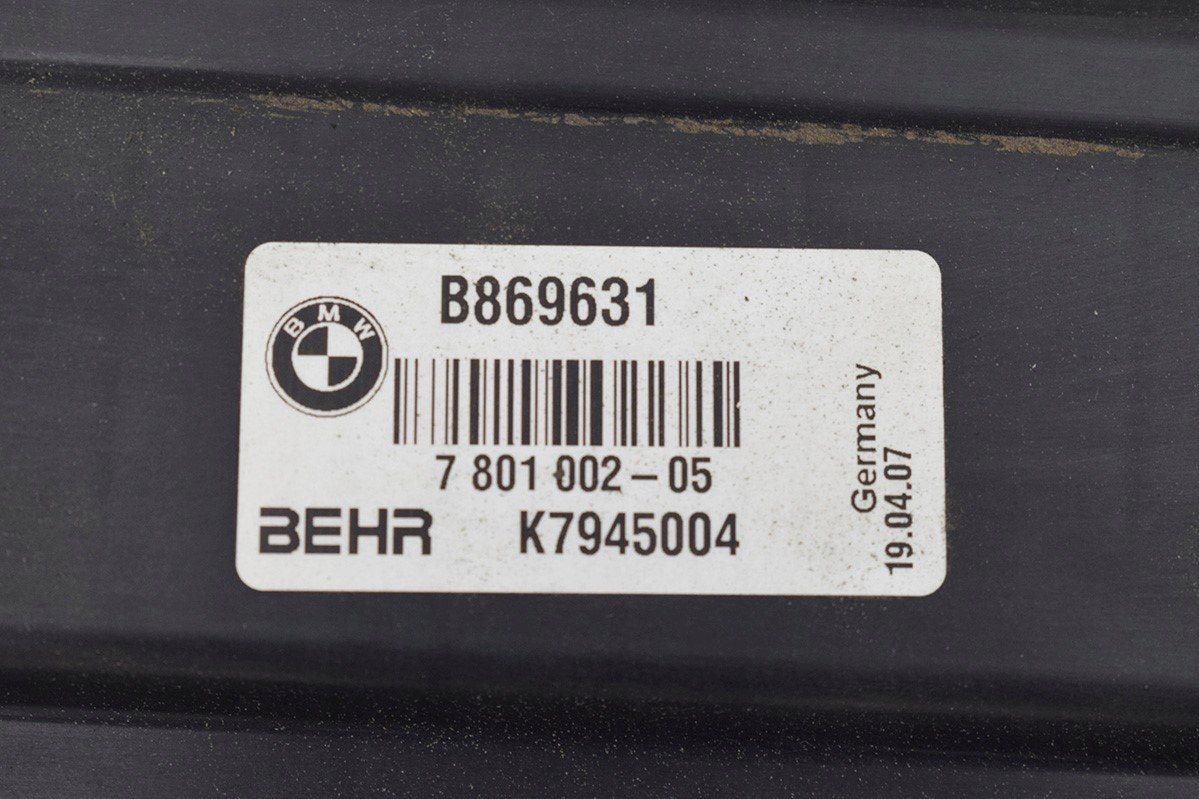 B869631
BMW
7 801 002-05
BEHR K7945004
Germany
19.04.07